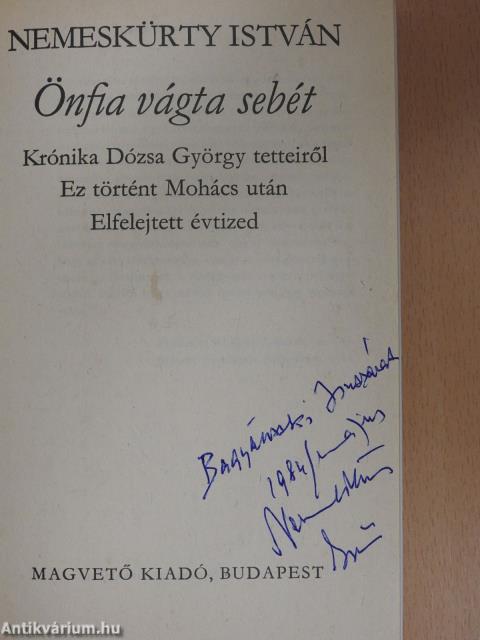 NEMESKÜRTY ISTVÁN
Önfia vágta sebét
Krónika Dózsa György tetteiről
Ez történt Mohács után
Elfelejtett évtized
1984 május
MAGVETŐ KIADÓ, BUDAPEST
Antikvárium.hu